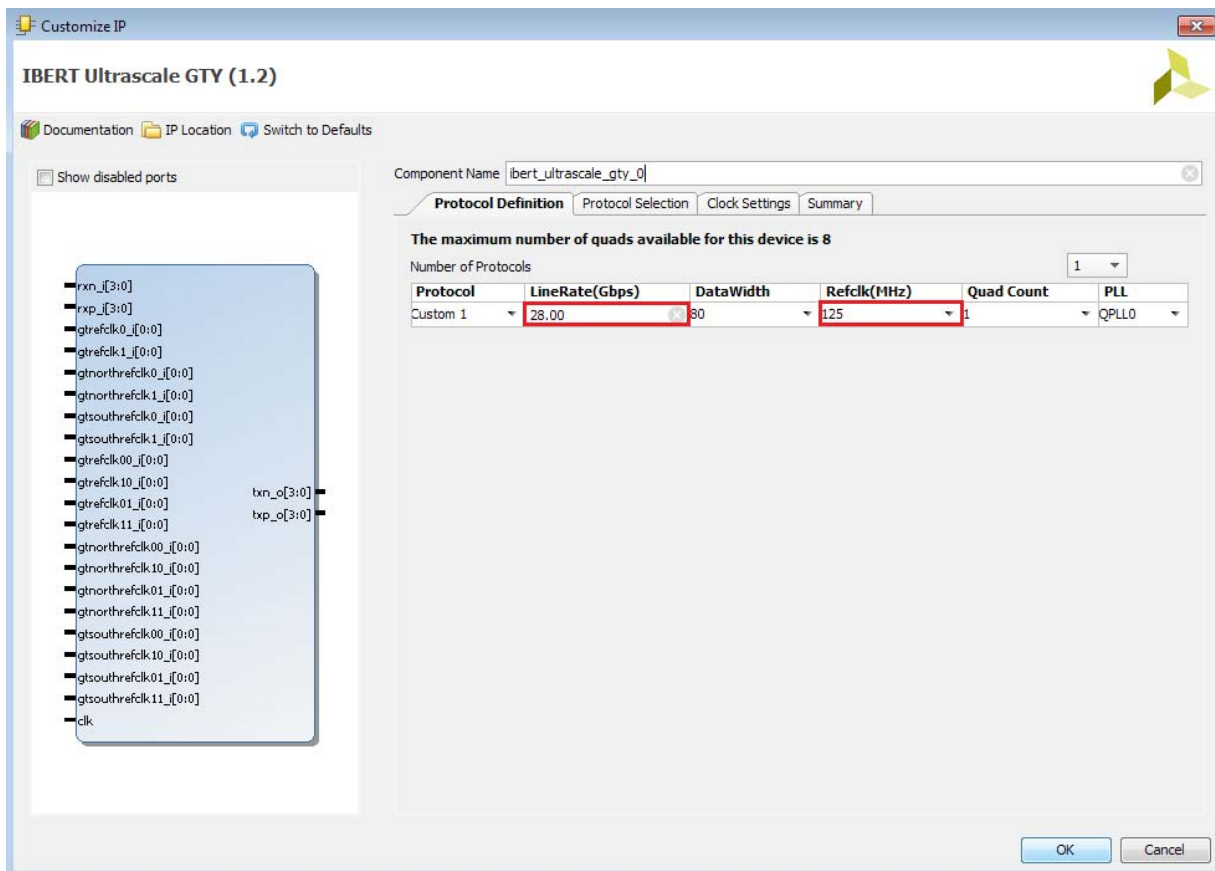 Customize IP
IBERT Ultrascale GTY (1.2)
Documentation IP Location Switch to Defaults
Show disabled ports
rxn_i[3:0]
rxp_i[3:0]
gtrefclk0_i[0:0]
gtrefclk1_i[0:0]
gtnorthrefclk0_i[0:0]
gtnorthrefclk1_i[0:0]
gtsouthrefclk0_i[0:0]
gtsouthrefclk1_i[0:0]
gtrefclk00_i[0:0]
gtrefclk10_i[0:0]
gtrefclk01_i[0:0]
gtrefclk11_i[0:0]
gtnorthrefclk00_i[0:0]
gtnorthrefclk10_i[0:0]
gtnorthrefclk01_i[0:0]
gtnorthrefclk11_i[0:0]
gtsouthrefclk00_i[0:0]
gtsouthrefclk10_i[0:0]
gtsouthrefclk01_i[0:0]
gtsouthrefclk11_i[0:0]
clk
txn_o[3:0]
txp_o[3:0]
Component Name ibert_ultrascale_gty_0
Protocol Definition Protocol Selection Clock Settings Summary
The maximum number of quads available for this device is 8
Number of Protocols 1
Protocol LineRate(Gbps) DataWidth Refclk(MHz) Quad Count PLL
Custom 1 28.00 80 125 1 QPLL0
OK Cancel